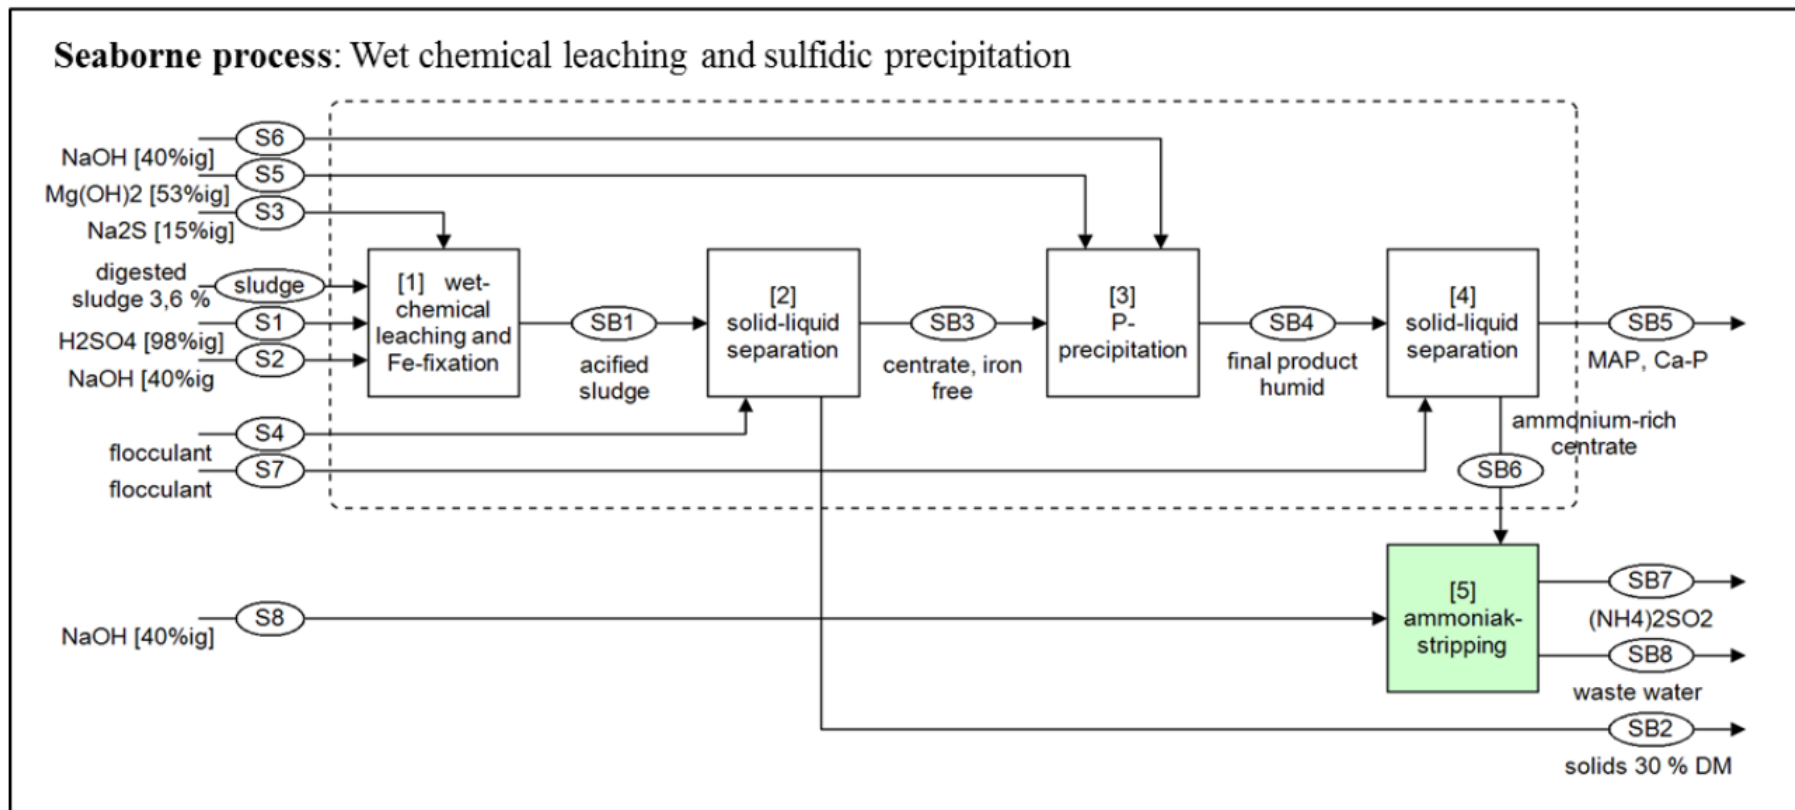 Seaborne process: Wet chemical leaching and sulfidic precipitation
S6
NaOH [40%ig]
S5
Mg(OH)2 [53%ig]
S3
Na2S [15%ig]
digested
sludge 3,6 %
sludge
S1
H2SO4 [98%ig]
S2
NaOH [40%ig
[1] wet-
chemical
leaching and
Fe-fixation
SB1
acified
sludge
[2]
solid-liquid
separation
SB3
centrate, iron
free
[3]
P-
precipitation
SB4
final product
humid
[4]
solid-liquid
separation
SB5
MAP, Ca-P
S4
flocculant
S7
flocculant
ammonium-rich
centrate
SB6
S8
NaOH [40%ig]
[5]
ammoniak-
stripping
SB7
(NH4)2SO2
SB8
waste water
SB2
solids 30 % DM